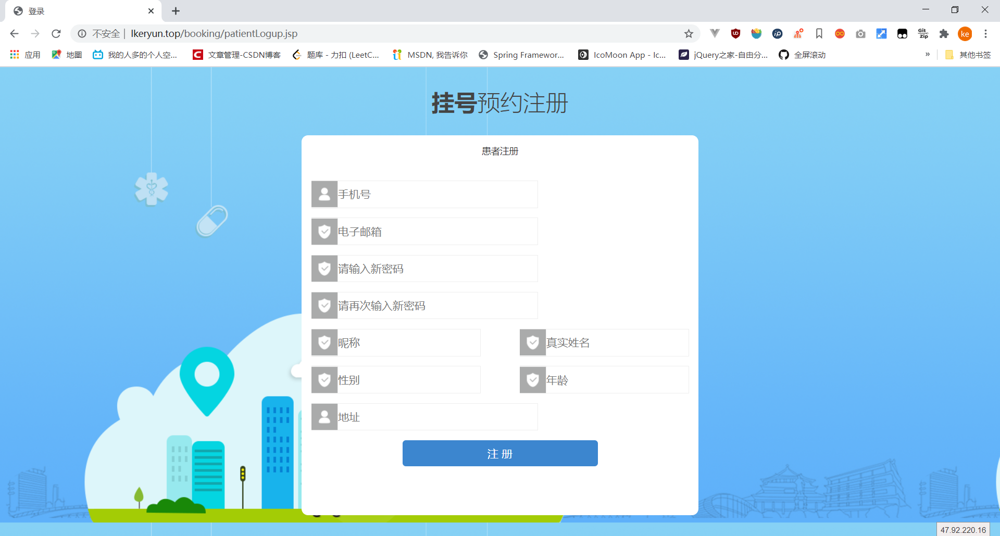 登录
不安全 | lkeryun.top/booking/patientLogup.jsp
ke
应用
地圖
我的人多的个人空...
文章管理-CSDN博客
题库 - 力扣 (LeetC...
MSDN, 我告诉你
Spring Framewor...
IcoMoon App - Ic...
jQuery之家-自由分...
全屏滚动
»
其他书签
挂号预约注册
患者注册
手机号
电子邮箱
请输入新密码
请再次输入新密码
昵称
真实姓名
性别
年龄
地址
注 册
47.92.220.16